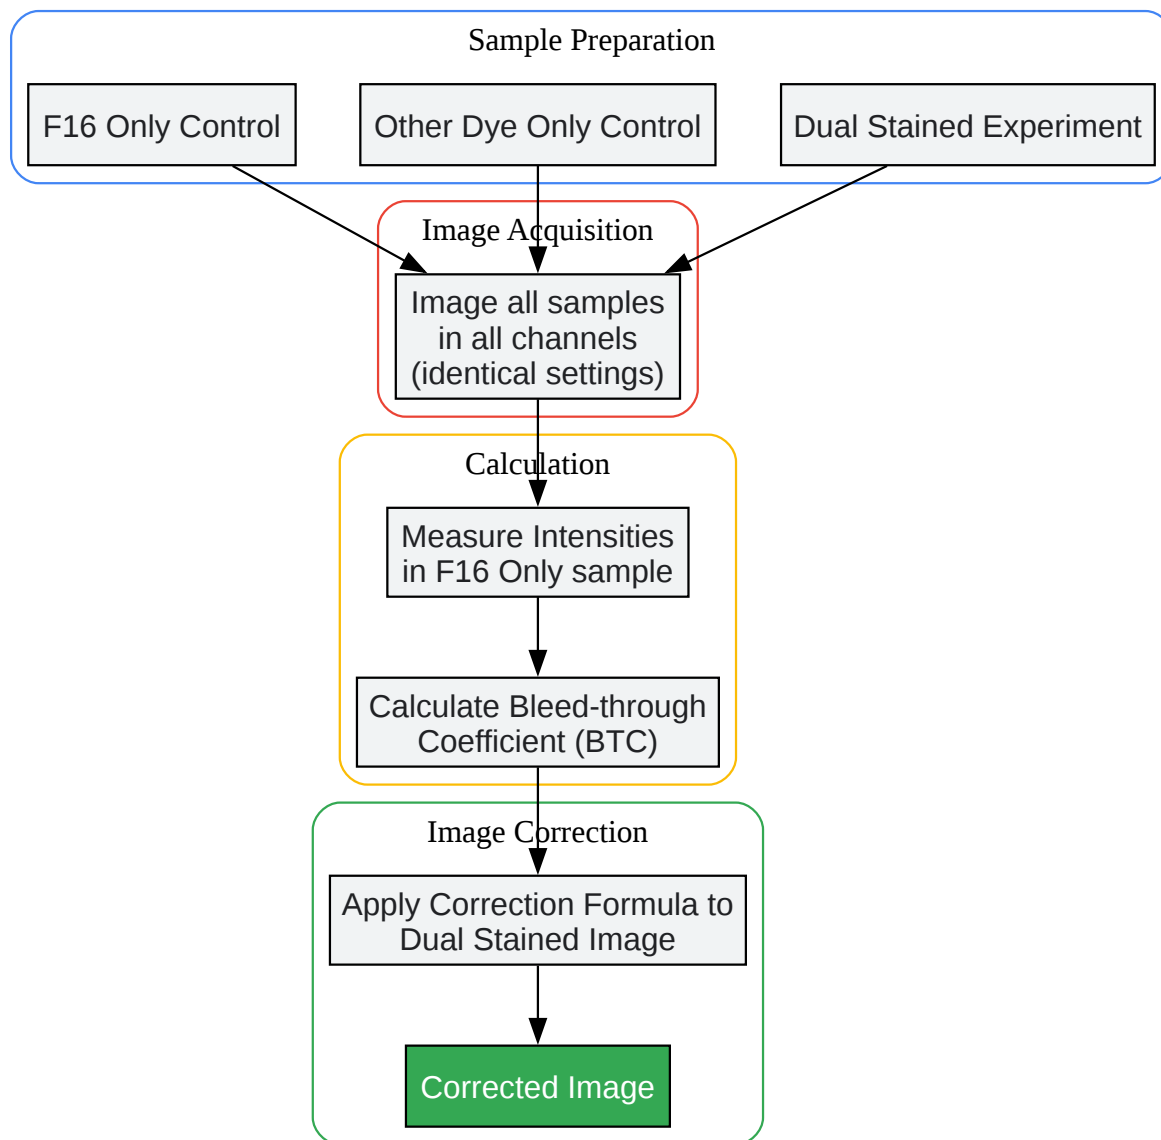 Sample Preparation
F16 Only Control
Other Dye Only Control
Dual Stained Experiment
Image Acquisition
Image all samples
in all channels
(identical settings)
Calculation
Measure Intensities
in F16 Only sample
Calculate Bleed-through
Coefficient (BTC)
Image Correction
Apply Correction Formula to
Dual Stained Image
Corrected Image